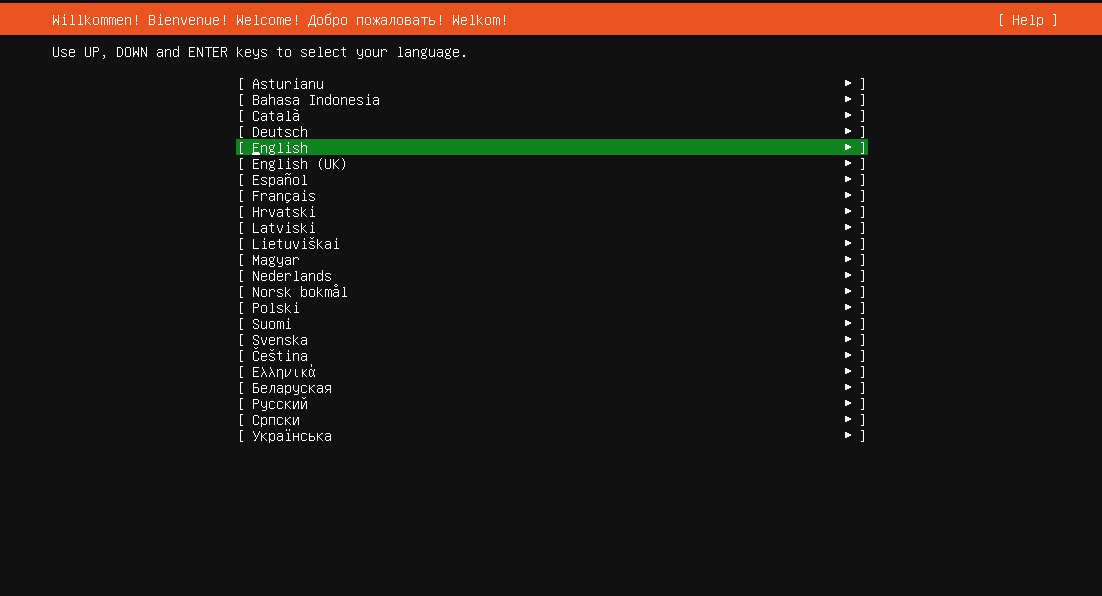 Willkommen! Bienvenue! Welcome! Добро пожаловать! Welkom! [ Help ]
Use UP, DOWN and ENTER keys to select your language.
[ Asturianu ► ]
[ Bahasa Indonesia ► ]
[ Català ► ]
[ Deutsch ► ]
[ English ► ]
[ English (UK) ► ]
[ Español ► ]
[ Français ► ]
[ Hrvatski ► ]
[ Latviski ► ]
[ Lietuviškai ► ]
[ Magyar ► ]
[ Nederlands ► ]
[ Norsk bokmål ► ]
[ Polski ► ]
[ Suomi ► ]
[ Svenska ► ]
[ Čeština ► ]
[ Ελληνικά ► ]
[ Беларуская ► ]
[ Русский ► ]
[ Српски ► ]
[ Українська ► ]